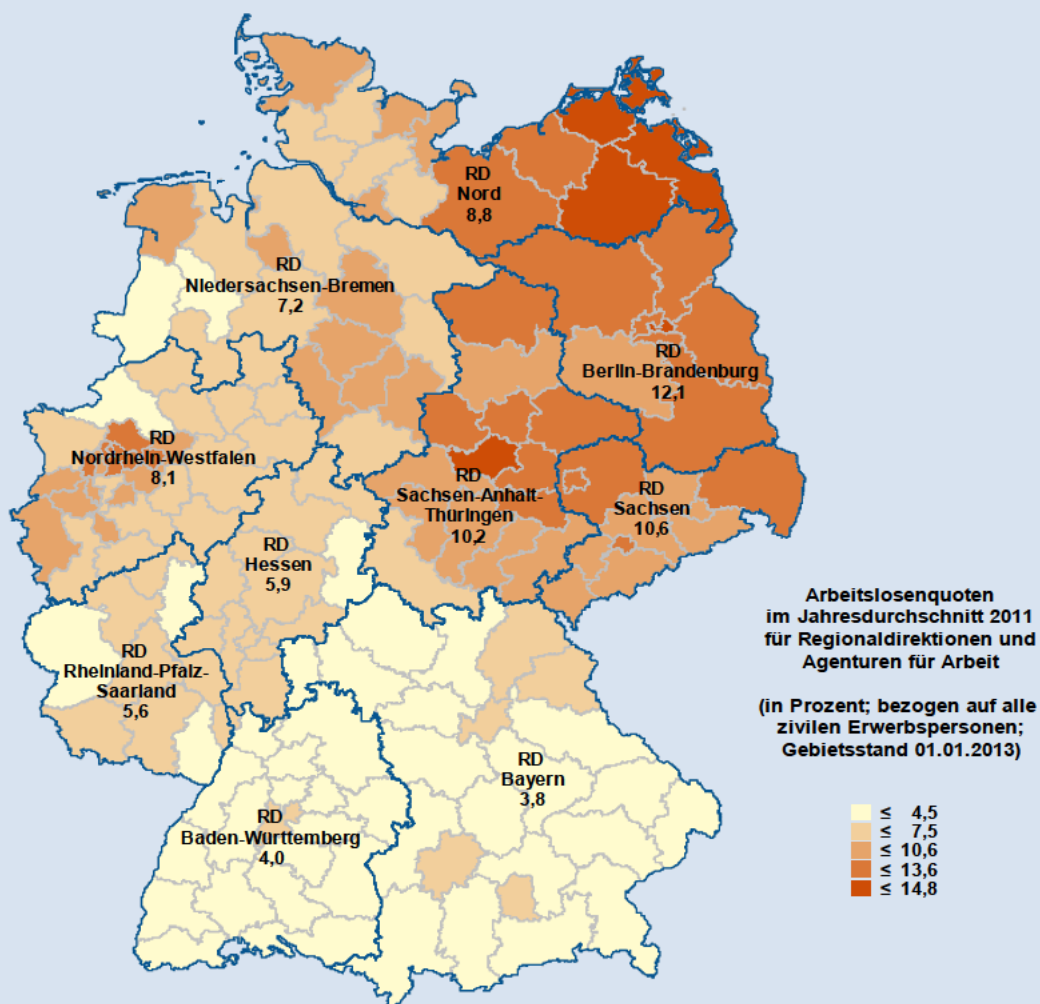 RD
Nord
8,8
RD
Niedersachsen-Bremen
7,2
RD
Berlin-Brandenburg
12,1
RD
Nordrhein-Westfalen
8,1
RD
Sachsen-Anhalt-
Thüringen
10,2
RD
Sachsen
10,6
RD
Hessen
5,9
RD
Rheinland-Pfalz-
Saarland
5,6
RD
Bayern
3,8
RD
Baden-Württemberg
4,0
Arbeitslosenquoten
im Jahresdurchschnitt 2011
für Regionaldirektionen und
Agenturen für Arbeit
(in Prozent; bezogen auf alle
zivilen Erwerbspersonen;
Gebietsstand 01.01.2013)
≤ 4,5
≤ 7,5
≤ 10,6
≤ 13,6
≤ 14,8